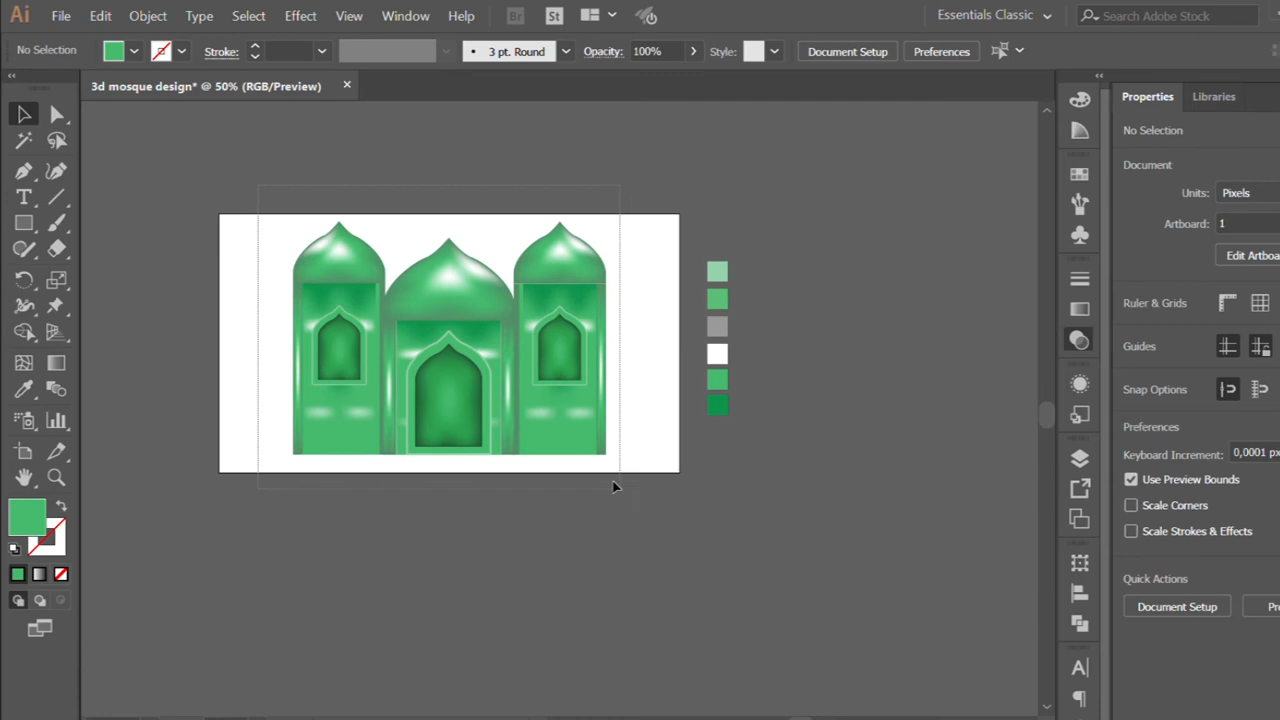 Ai File Edit Object Type Select Effect View Window Help Br St Essentials Classic Search Adobe Stock
No Selection Stroke: 3 pt. Round Opacity: 100% Style: Document Setup Preferences
3d mosque design* @ 50% (RGB/Preview)
Properties Libraries
No Selection
Document
Units: Pixels
Artboard: 1
Edit Artboa
Ruler & Grids
Guides
Snap Options
Preferences
Keyboard Increment: 0,0001 px
Use Preview Bounds
Scale Corners
Scale Strokes & Effects
Quick Actions
Document Setup Pre